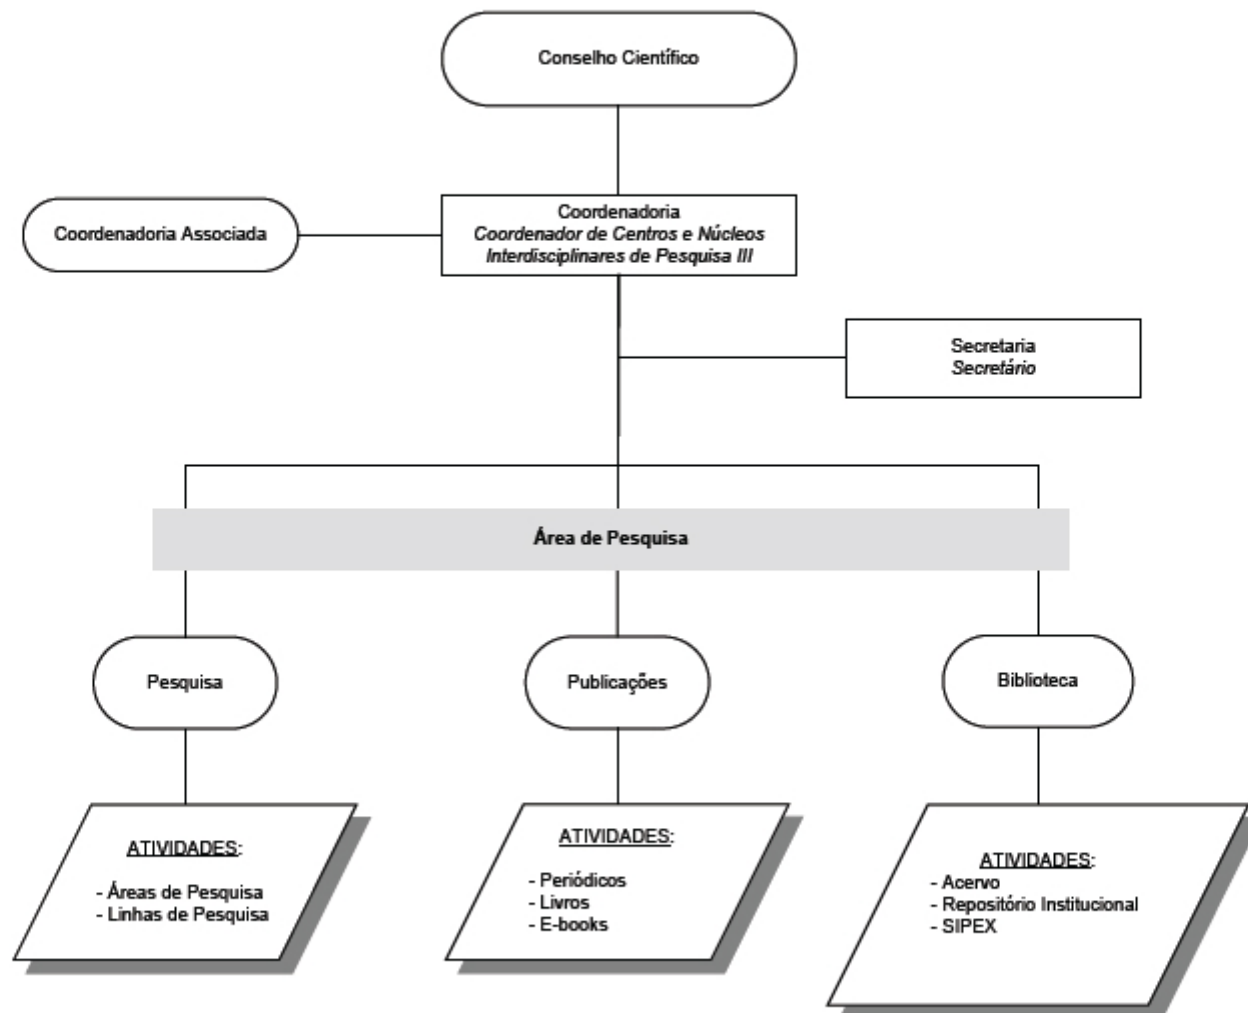 Conselho Científico
Coordenadoria Associada
Coordenadoria
Coordenador de Centros e Núcleos
Interdisciplinares de Pesquisa III
Secretaria
Secretário
Área de Pesquisa
Pesquisa
Publicações
Biblioteca
ATIVIDADES:
- Áreas de Pesquisa
- Linhas de Pesquisa
ATIVIDADES:
- Periódicos
- Livros
- E-books
ATIVIDADES:
- Acervo
- Repositório Institucional
- SIPEX